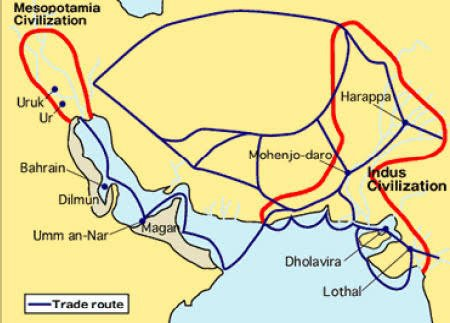 Mesopotamia
Civilization
Uruk
Ur
Harappa
Mohenjo-daro
Bahrain
Indus
Civilization
Dilmun
Magan
Umm an-Nar
Dholavira
Lothal
Trade route